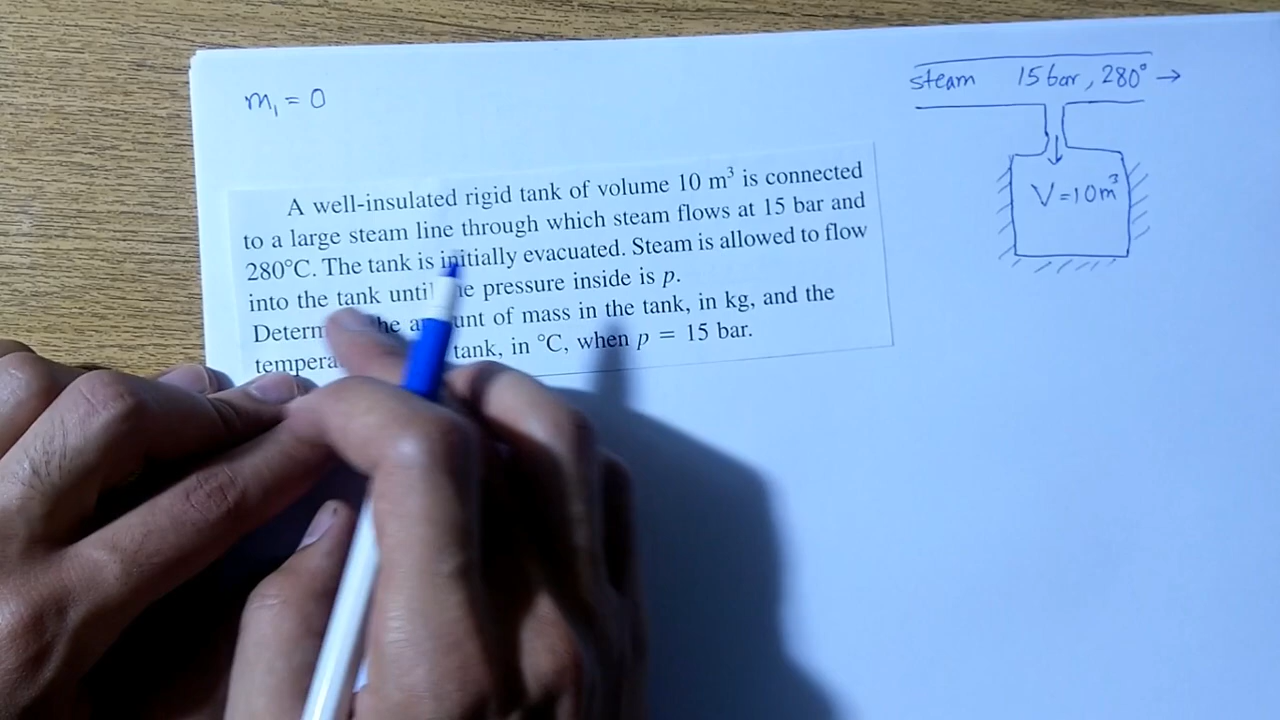 m₁ = 0
steam 15 bar, 280° →
V = 10 m³
A well-insulated rigid tank of volume 10 m³ is connected
to a large steam line through which steam flows at 15 bar and
280°C. The tank is initially evacuated. Steam is allowed to flow
into the tank until pressure inside is p.
of mass in the tank, in kg, and the
tank, in °C, when p = 15 bar.